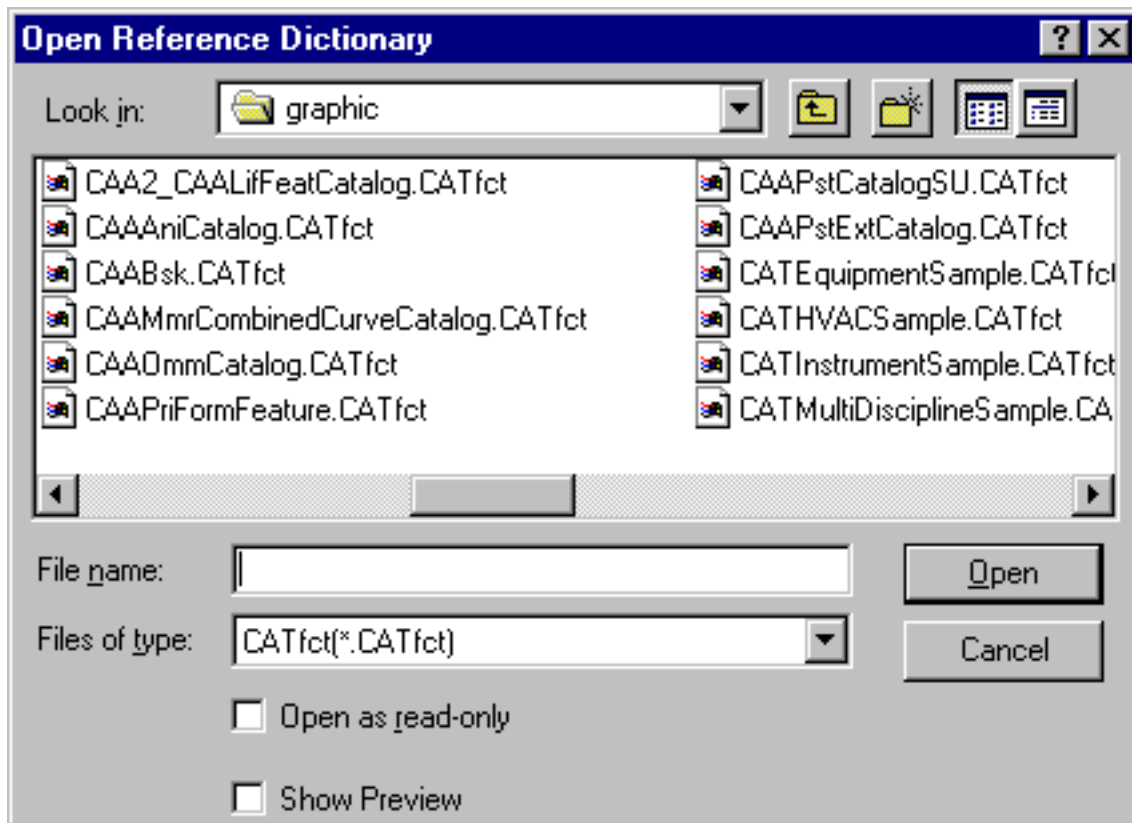 Open Reference Dictionary
Look in: graphic
CAA2_CAALifFeatCatalog.CATfct
CAAAniCatalog.CATfct
CAABsk.CATfct
CAAMmrCombinedCurveCatalog.CATfct
CAAOmmCatalog.CATfct
CAAPriFormFeature.CATfct
CAAPstCatalogSU.CATfct
CAAPstExtCatalog.CATfct
CATEquipmentSample.CATfct
CATHVACSample.CATfct
CATInstrumentSample.CATfct
CATMultiDisciplineSample.CA
File name:
Open
Files of type: CATfct(*.CATfct)
Cancel
Open as read-only
Show Preview